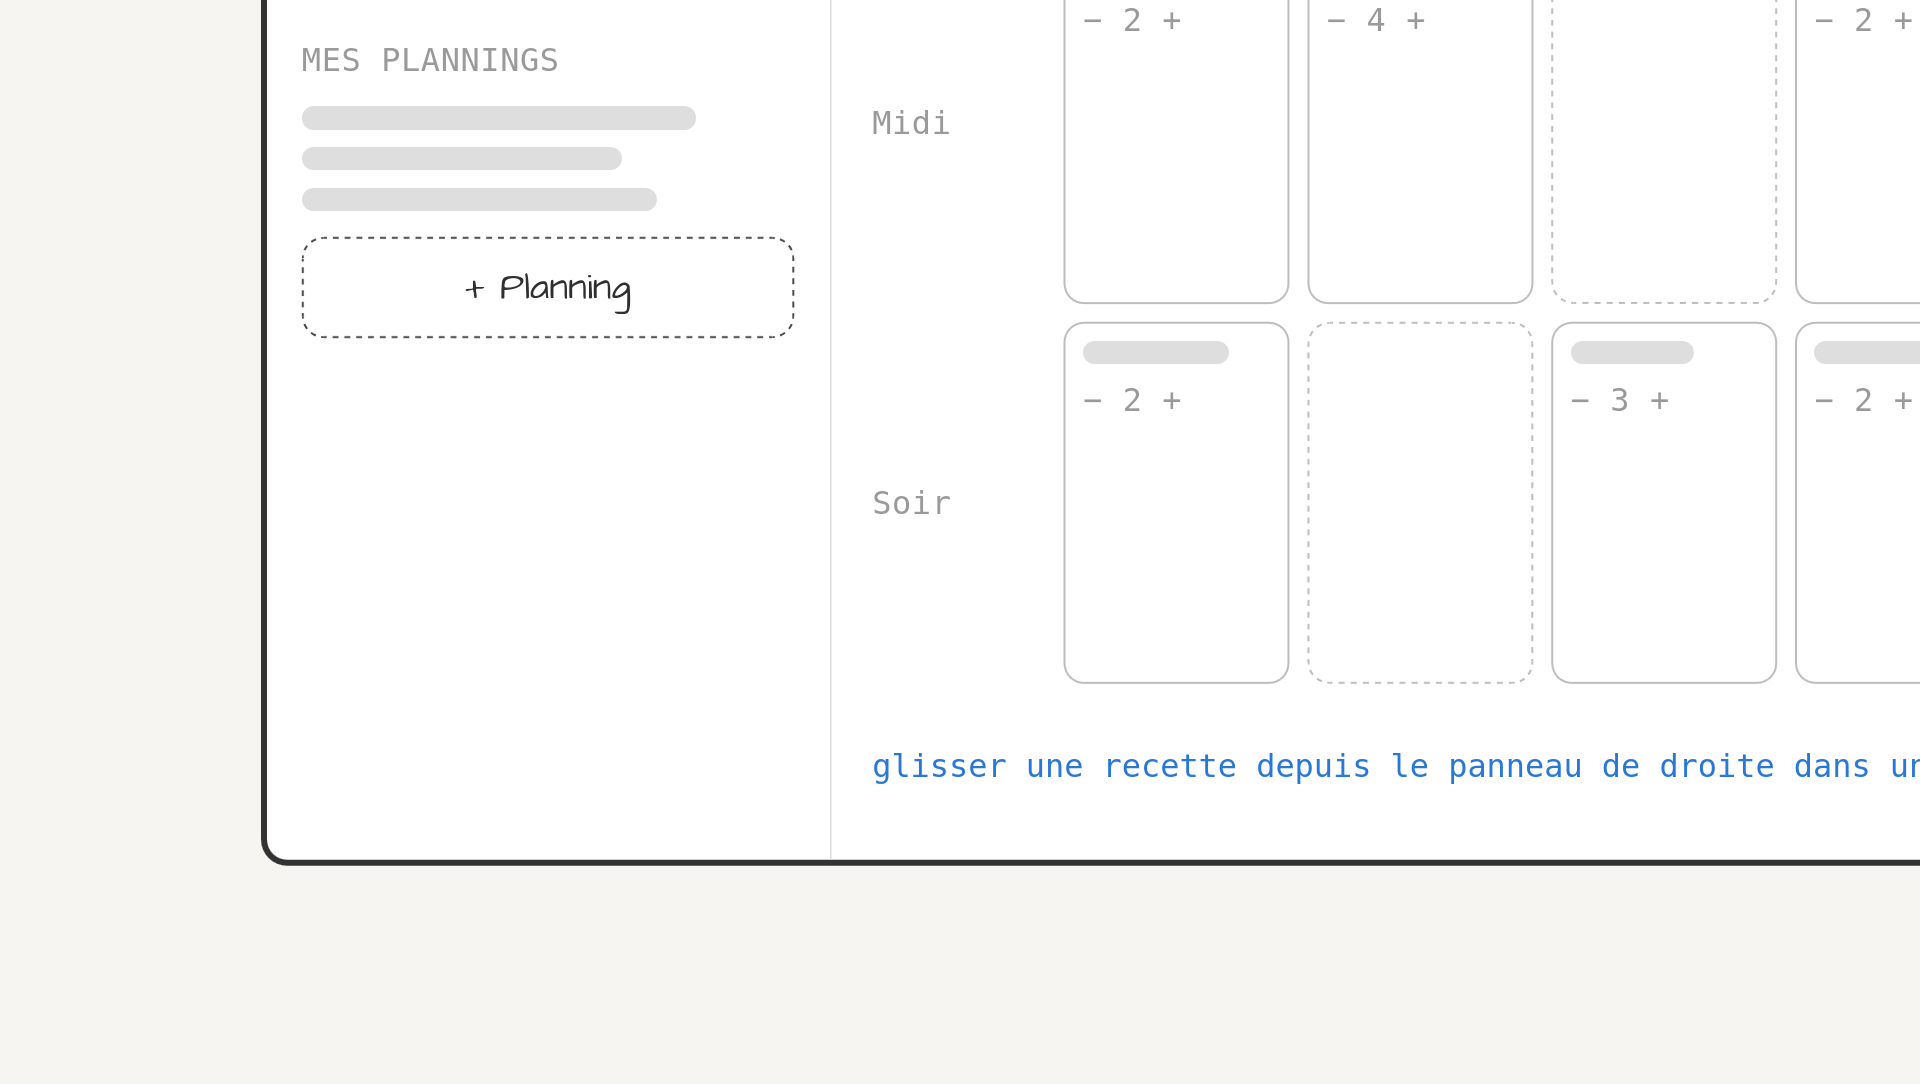 − 2 + − 4 + − 2 +
MES PLANNINGS
Midi
+ Planning
− 2 + − 3 + − 2 +
Soir
glisser une recette depuis le panneau de droite dans